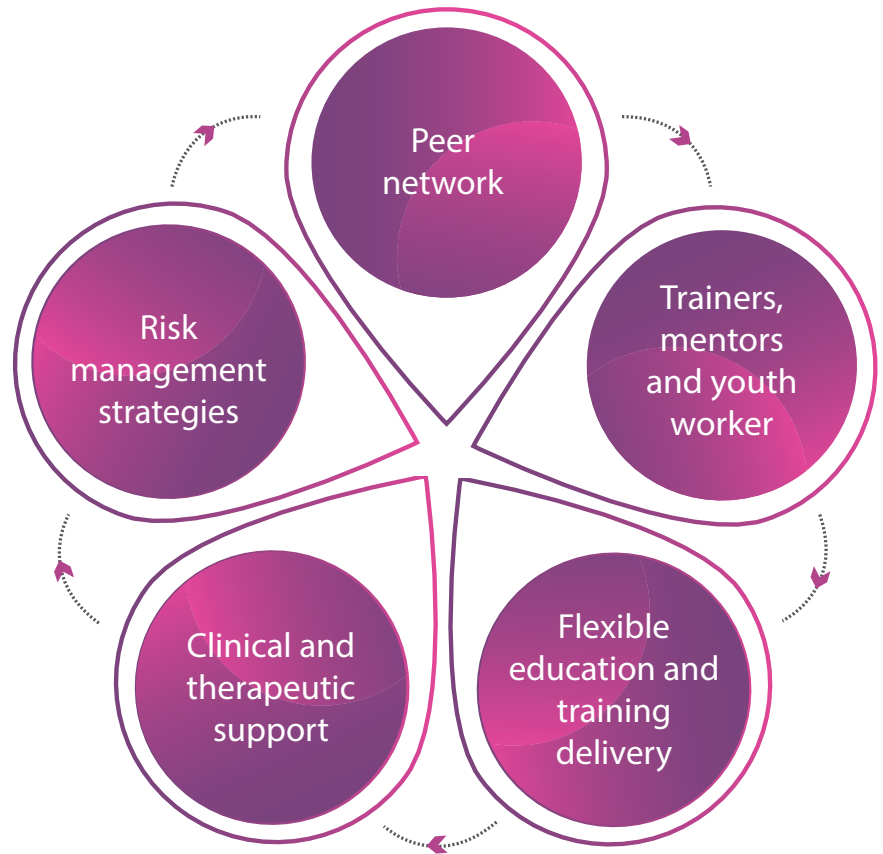 Peer
network
Trainers,
mentors
and youth
worker
Flexible
education and
training
delivery
Clinical and
therapeutic
support
Risk
management
strategies